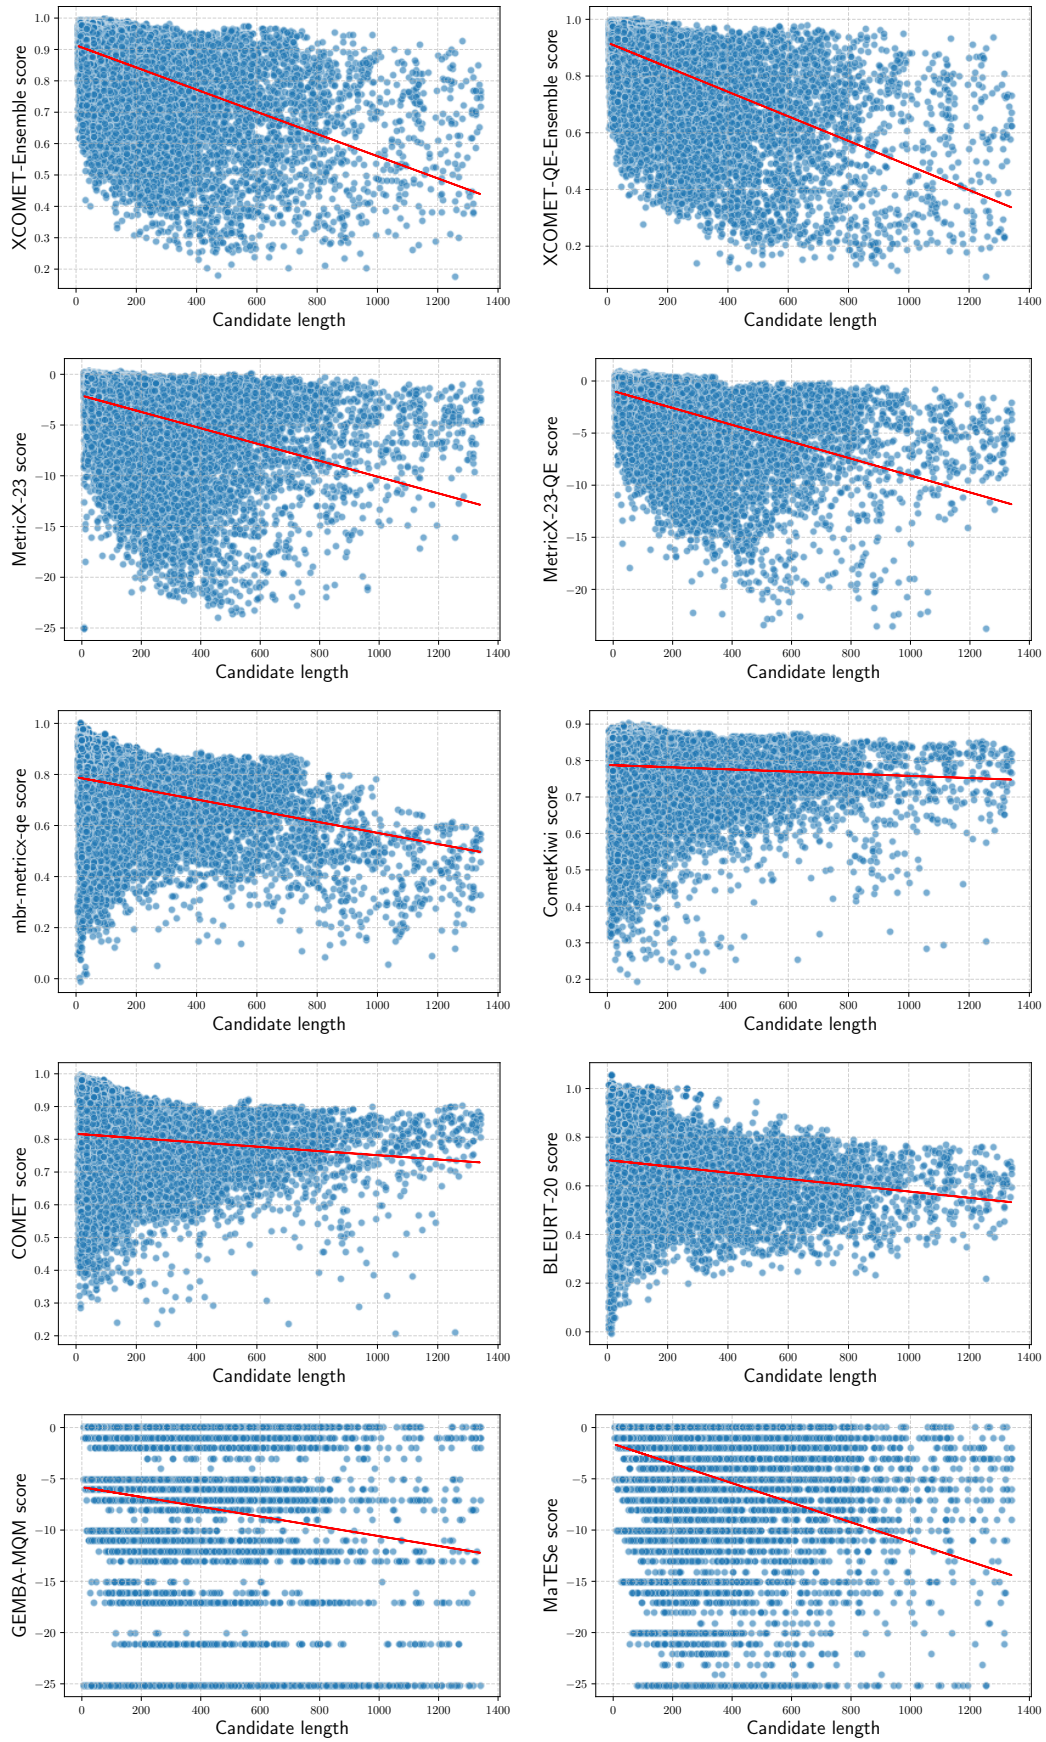 1.0
0.9
0.8
0.7
0.6
0.5
0.4
0.3
0.2
XCOMET-Ensemble score
0 200 400 600 800 1000 1200 1400
Candidate length
1.0
0.8
0.6
0.4
0.2
XCOMET-QE-Ensemble score
0 200 400 600 800 1000 1200 1400
Candidate length
0
−5
−10
−15
−20
−25
MetricX-23 score
0 200 400 600 800 1000 1200 1400
Candidate length
0
−5
−10
−15
−20
MetricX-23-QE score
0 200 400 600 800 1000 1200 1400
Candidate length
1.0
0.8
0.6
0.4
0.2
0.0
mbr-metricx-qe score
0 200 400 600 800 1000 1200 1400
Candidate length
0.9
0.8
0.7
0.6
0.5
0.4
0.3
0.2
CometKiwi score
0 200 400 600 800 1000 1200 1400
Candidate length
1.0
0.9
0.8
0.7
0.6
0.5
0.4
0.3
0.2
COMET score
0 200 400 600 800 1000 1200 1400
Candidate length
1.0
0.8
0.6
0.4
0.2
0.0
BLEURT-20 score
0 200 400 600 800 1000 1200 1400
Candidate length
0
−5
−10
−15
−20
−25
GEMBA-MQM score
0 200 400 600 800 1000 1200 1400
Candidate length
0
−5
−10
−15
−20
−25
MaTESe score
0 200 400 600 800 1000 1200 1400
Candidate length